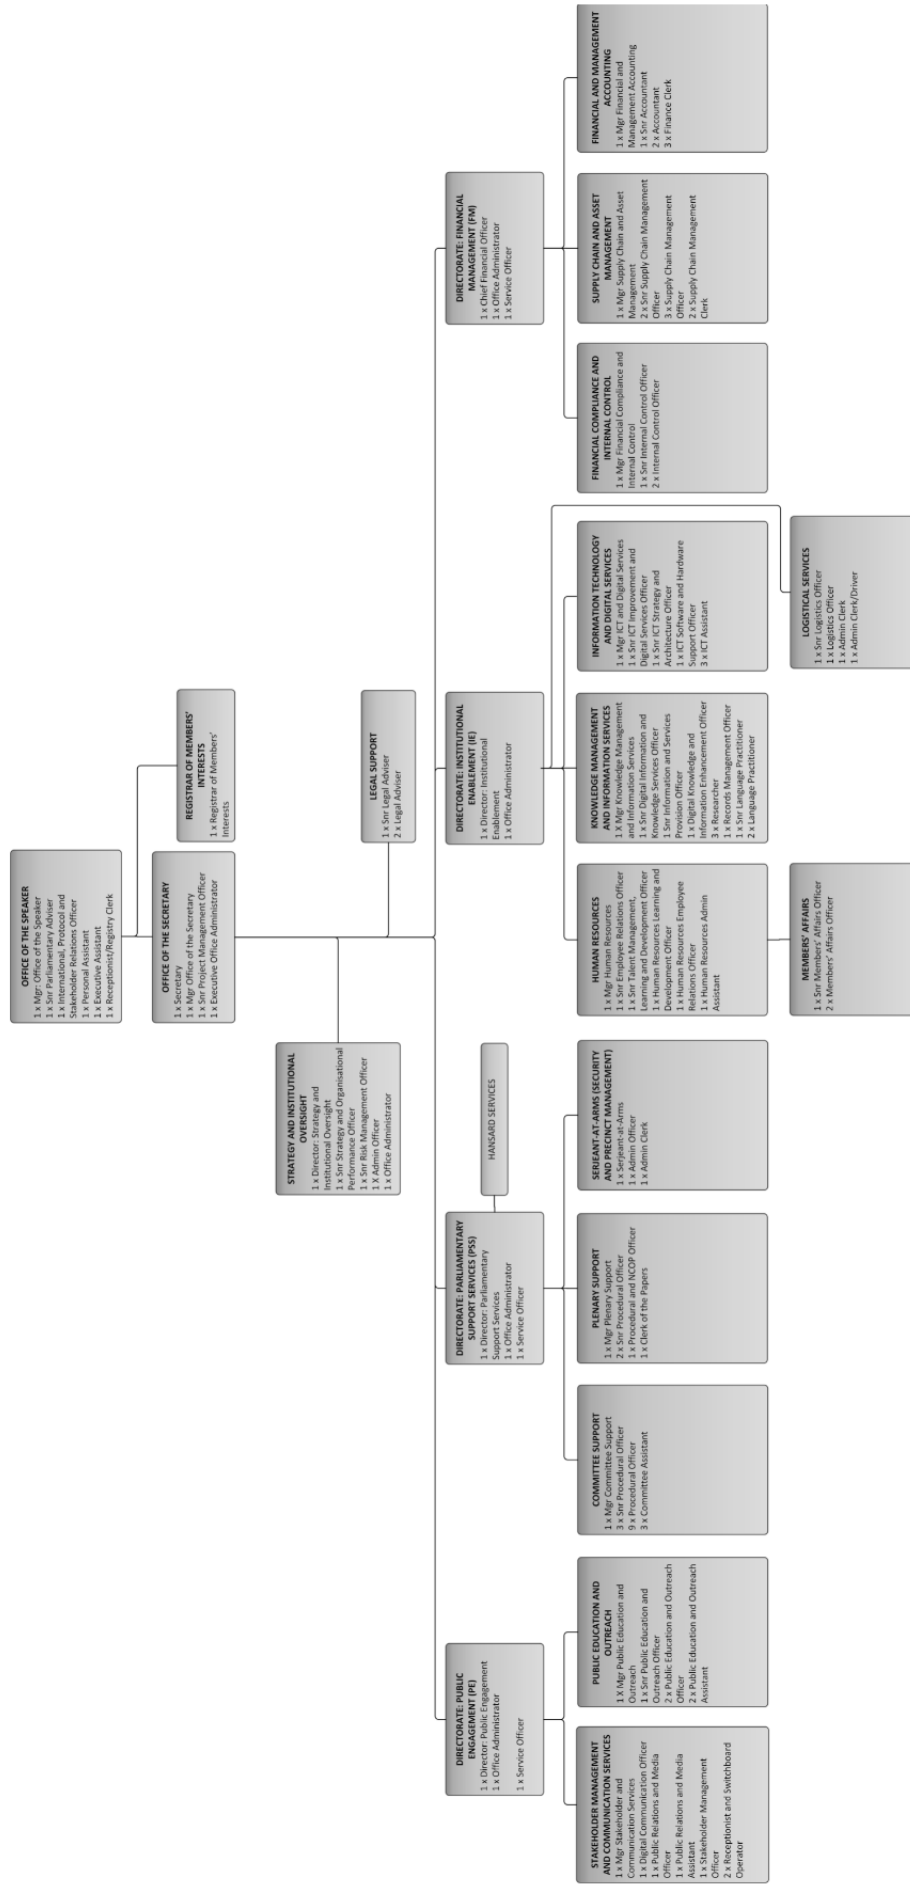 OFFICE OF THE SPEAKER
1 x Mgr: Office of the Speaker
1 x Snr Parliamentary Adviser
1 x International, Protocol and
Stakeholder Relations Officer
1 x Personal Assistant
1 x Executive Assistant
1 x Receptionist/Registry Clerk
REGISTRAR OF MEMBERS'
INTERESTS
1 x Registrar of Members'
Interests
OFFICE OF THE SECRETARY
1 x Secretary
1 x Mgr Office of the Secretary
1 x Snr Project Management Officer
1 x Executive Office Administrator
STRATEGY AND INSTITUTIONAL
OVERSIGHT
1 x Director: Strategy and
Institutional Oversight
1 x Snr Strategy and Organisational
Performance Officer
1 x Snr Risk Management Officer
1 X Admin Officer
1 x Office Administrator
LEGAL SUPPORT
1 x Snr Legal Adviser
2 x Legal Adviser
DIRECTORATE: PUBLIC
ENGAGEMENT (PE)
1 x Director: Public Engagement
1 x Office Administrator
1 x Service Officer
DIRECTORATE: PARLIAMENTARY
SUPPORT SERVICES (PSS)
1 x Director: Parliamentary
Support Services
1 x Office Administrator
1 x Service Officer
HANSARD SERVICES
DIRECTORATE: INSTITUTIONAL
ENABLEMENT (IE)
1 x Director: Institutional
Enablement
1 x Office Administrator
DIRECTORATE: FINANCIAL
MANAGEMENT (FM)
1 x Chief Financial Officer
1 x Office Administrator
1 x Service Officer
STAKEHOLDER MANAGEMENT
AND COMMUNICATION SERVICES
1 x Mgr Stakeholder and
Communication Services
1 x Digital Communication Officer
1 x Public Relations and Media
Officer
1 x Public Relations and Media
Assistant
1 x Stakeholder Management
Officer
2 x Receptionist and Switchboard
Operator
PUBLIC EDUCATION AND
OUTREACH
1 X Mgr Public Education and
Outreach
1 x Snr Public Education and
Outreach Officer
2 x Public Education and Outreach
Officer
2 x Public Education and Outreach
Assistant
COMMITTEE SUPPORT
1 x Mgr Committee Support
3 x Snr Procedural Officer
9 x Procedural Officer
3 x Committee Assistant
PLENARY SUPPORT
1 x Mgr Plenary Support
2 x Snr Procedural Officer
1 x Procedural and NCOP Officer
1 x Clerk of the Papers
SERJEANT-AT-ARMS (SECURITY
AND PRECINCT MANAGEMENT)
1 x Serjeant-at-Arms
1 x Admin Officer
1 x Admin Clerk
HUMAN RESOURCES
1 x Mgr Human Resources
1 x Snr Employee Relations Officer
1 x Snr Talent Management,
Learning and Development Officer
1 x Human Resources Learning and
Development Officer
1 x Human Resources Employee
Relations Officer
1 x Human Resources Admin
Assistant
KNOWLEDGE MANAGEMENT
AND INFORMATION SERVICES
1 X Mgr Knowledge Management
and Information Services
1 x Snr Digital Information and
Knowledge Services Officer
1 Snr Information and Services
Provision Officer
1 x Digital Knowledge and
Information Enhancement Officer
3 x Researcher
1 x Records Management Officer
1 x Snr Language Practitioner
2 x Language Practitioner
INFORMATION TECHNOLOGY
AND DIGITAL SERVICES
1 x Mgr ICT and Digital Services
1 x Snr ICT Improvement and
Digital Services Officer
1 x Snr ICT Strategy and
Architecture Officer
1 x ICT Software and Hardware
Support Officer
3 x ICT Assistant
FINANCIAL COMPLIANCE AND
INTERNAL CONTROL
1 x Mgr Financial Compliance and
Internal Control
1 x Snr Internal Control Officer
2 x Internal Control Officer
SUPPLY CHAIN AND ASSET
MANAGEMENT
1 x Mgr Supply Chain and Asset
Management
2 x Snr Supply Chain Management
Officer
3 x Supply Chain Management
Officer
2 x Supply Chain Management
Clerk
FINANCIAL AND MANAGEMENT
ACCOUNTING
1 x Mgr Financial and
Management Accounting
1 x Snr Accountant
2 x Accountant
3 x Finance Clerk
MEMBERS' AFFAIRS
1 x Snr Members' Affairs Officer
2 x Members' Affairs Officer
LOGISTICAL SERVICES
1 x Snr Logistics Officer
1 x Logistics Officer
1 x Admin Clerk
1 x Admin Clerk/Driver